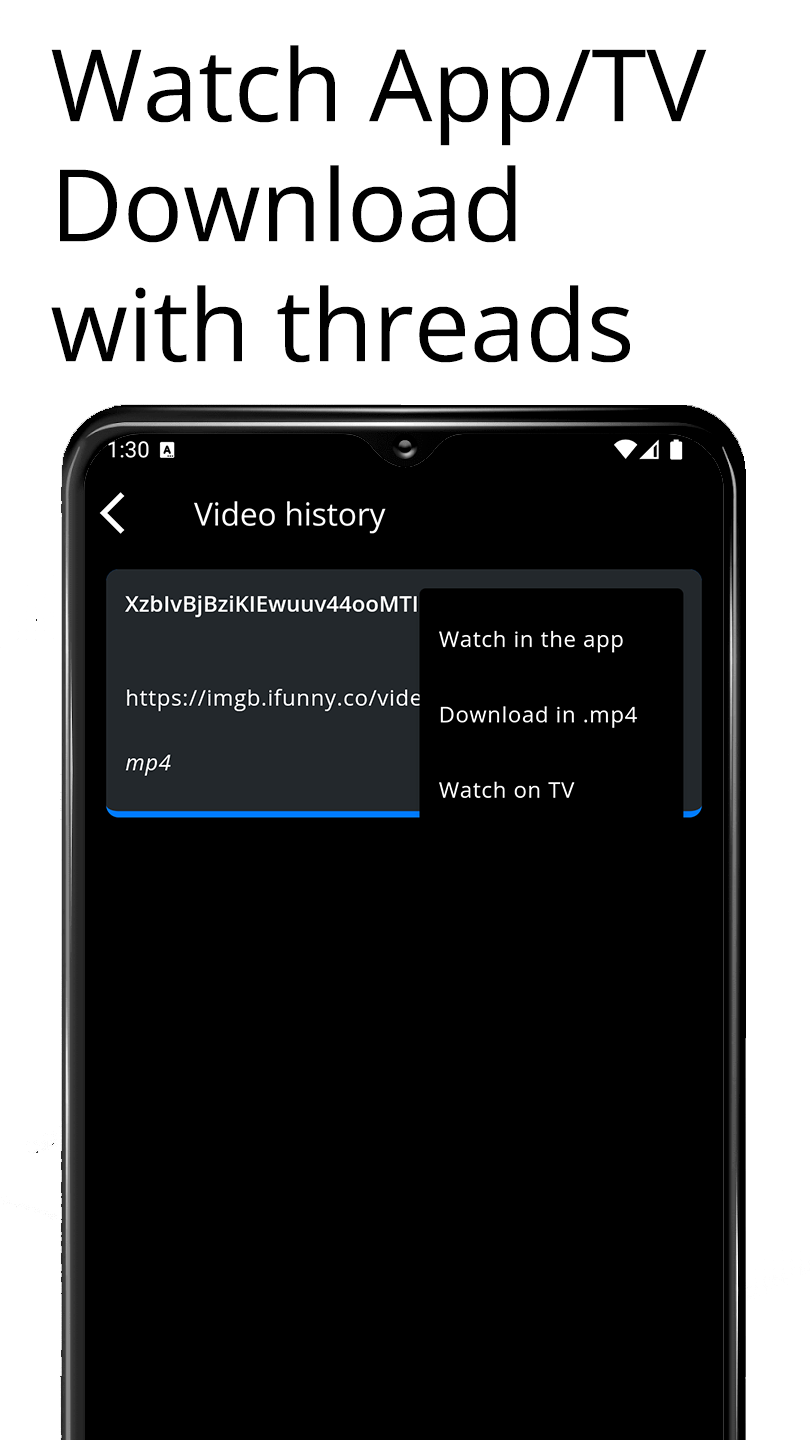 Watch App/TV
Download
with threads
1:30
Video history
XzbIvBjBziKIEwuuv44ooMTI
Watch in the app
https://imgb.ifunny.co/vide
Download in .mp4
mp4
Watch on TV